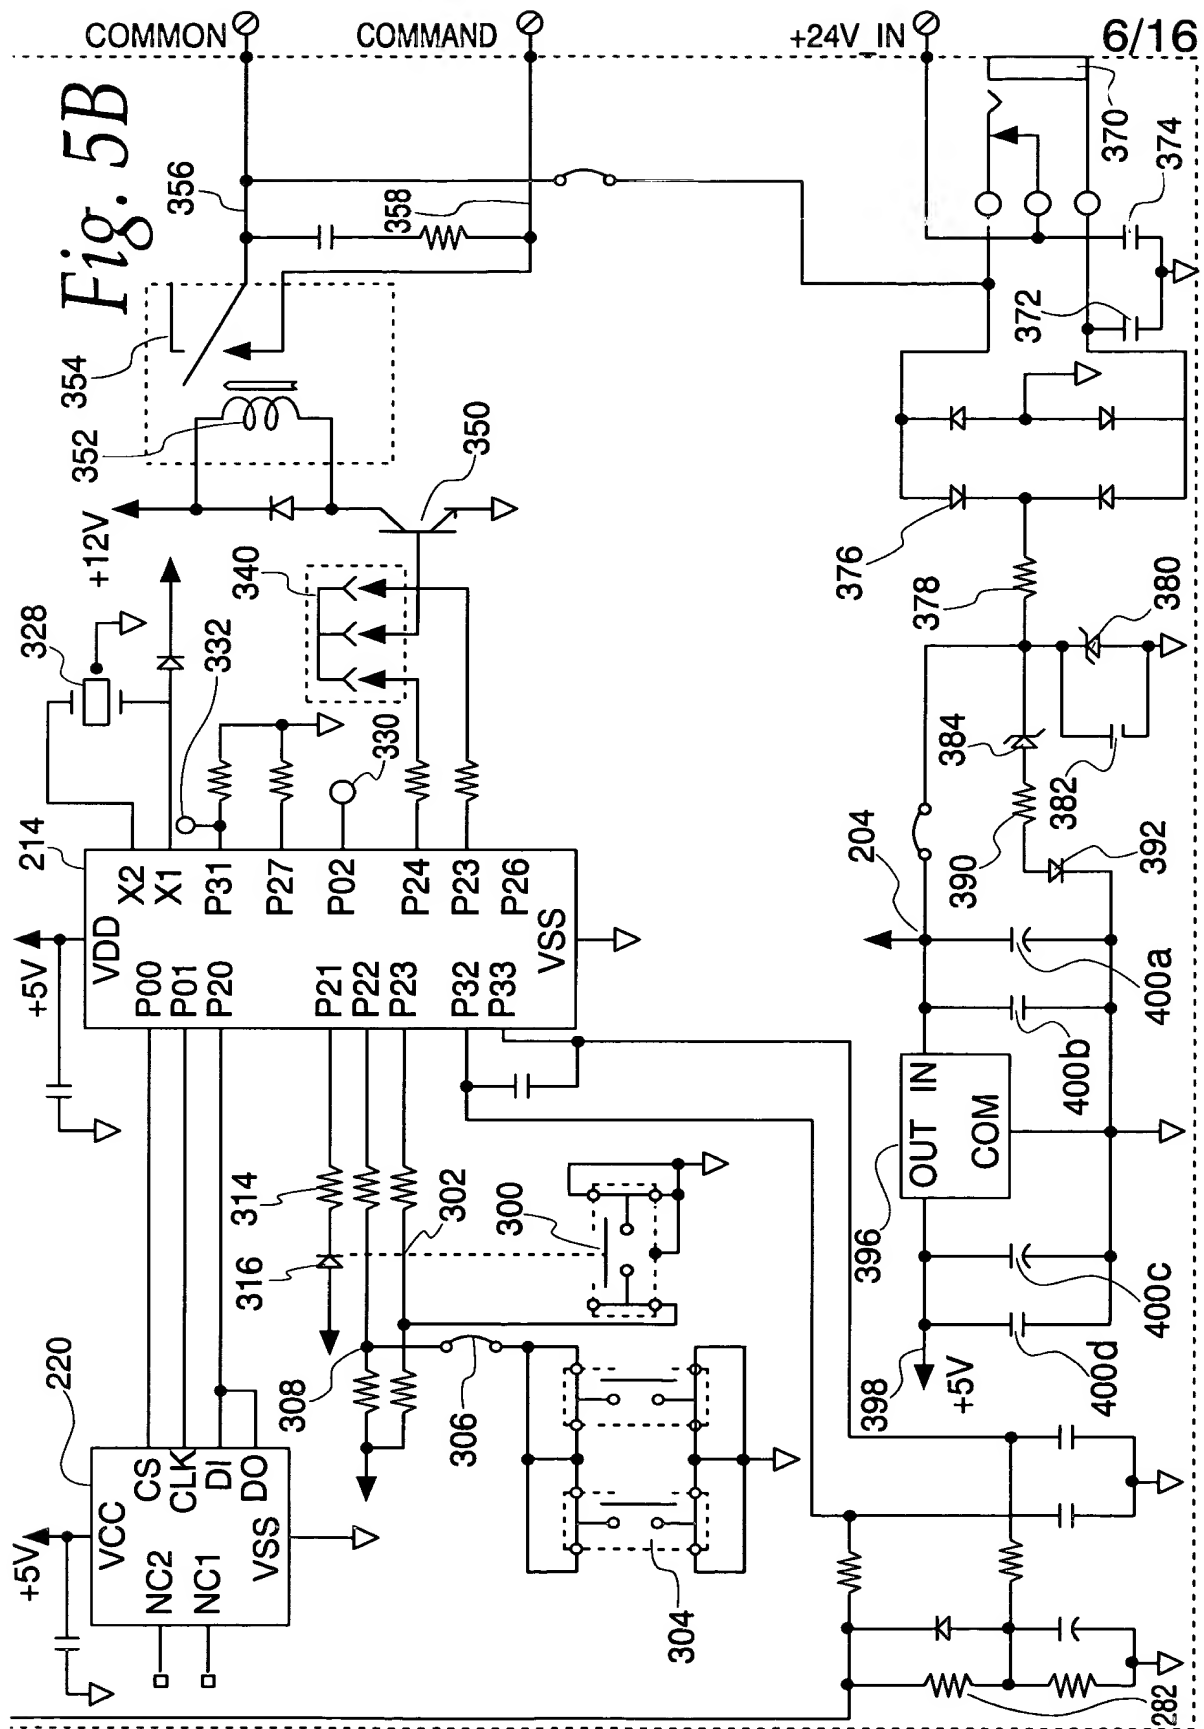 COMMON
COMMAND
+24V_IN
6/16
Fig. 5B
356
358
370
374
372
354
352
350
+12V
340
328
332
330
376
378
380
384
382
390
392
204
214
+5V
VDD
X2
X1
P31
P27
P02
P24
P23
P26
P00
P01
P20
P21
P22
P23
P32
P33
VSS
400a
400b
IN
OUT
COM
396
400c
400d
398
+5V
314
302
300
316
308
306
304
220
+5V
VCC
CS
CLK
DI
DO
NC2
NC1
VSS
282